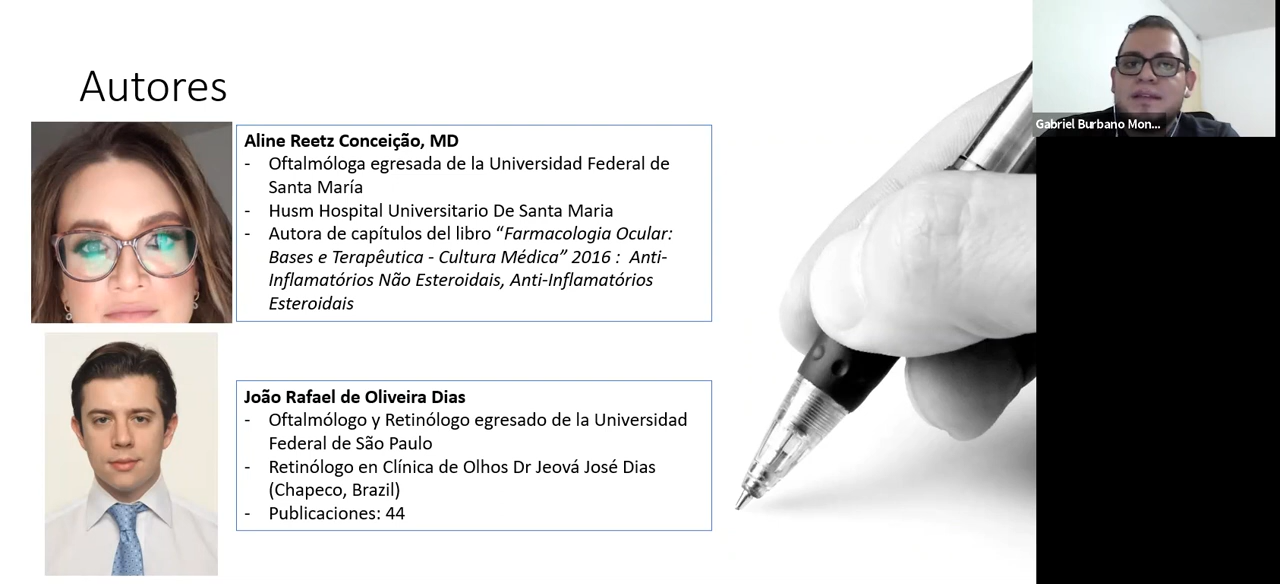 Autores
Aline Reetz Conceição, MD
- Oftalmóloga egresada de la Universidad Federal de
Santa María
- Husm Hospital Universitario De Santa Maria
- Autora de capítulos del libro “Farmacologia Ocular:
Bases e Terapêutica - Cultura Médica” 2016 : Anti-
Inflamatórios Não Esteroidais, Anti-Inflamatórios
Esteroidais
João Rafael de Oliveira Dias
- Oftalmólogo y Retinólogo egresado de la Universidad
Federal de São Paulo
- Retinólogo en Clínica de Olhos Dr Jeová José Dias
(Chapeco, Brazil)
- Publicaciones: 44
Gabriel Burbano Mon...